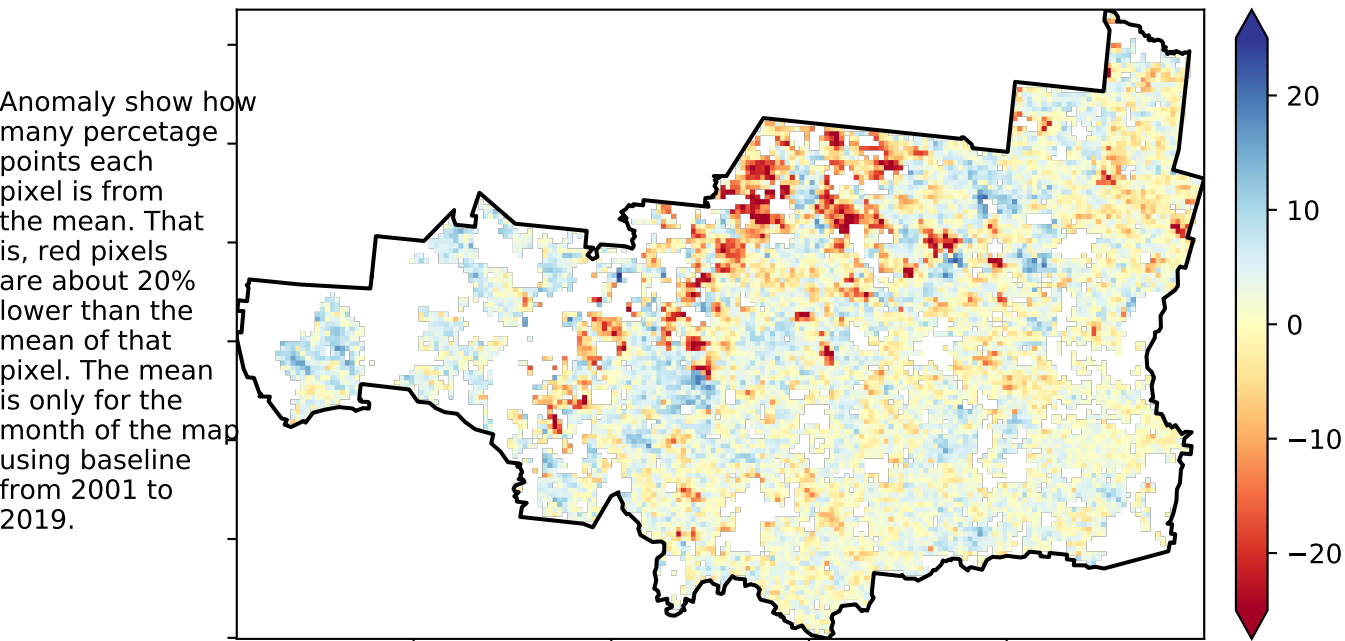 Anomaly show how
many percetage
points each
pixel is from
the mean. That
is, red pixels
are about 20%
lower than the
mean of that
pixel. The mean
is only for the
month of the map
using baseline
from 2001 to
2019.
20
10
0
−10
−20